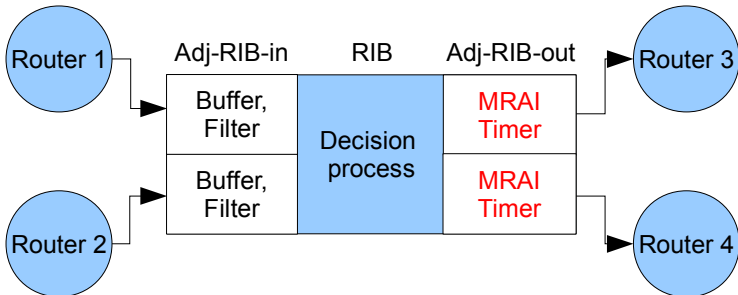 Router 1
Adj-RIB-in
RIB
Adj-RIB-out
Router 3
Buffer,
Filter
Decision
process
MRAI
Timer
Buffer,
Filter
MRAI
Timer
Router 2
Router 4